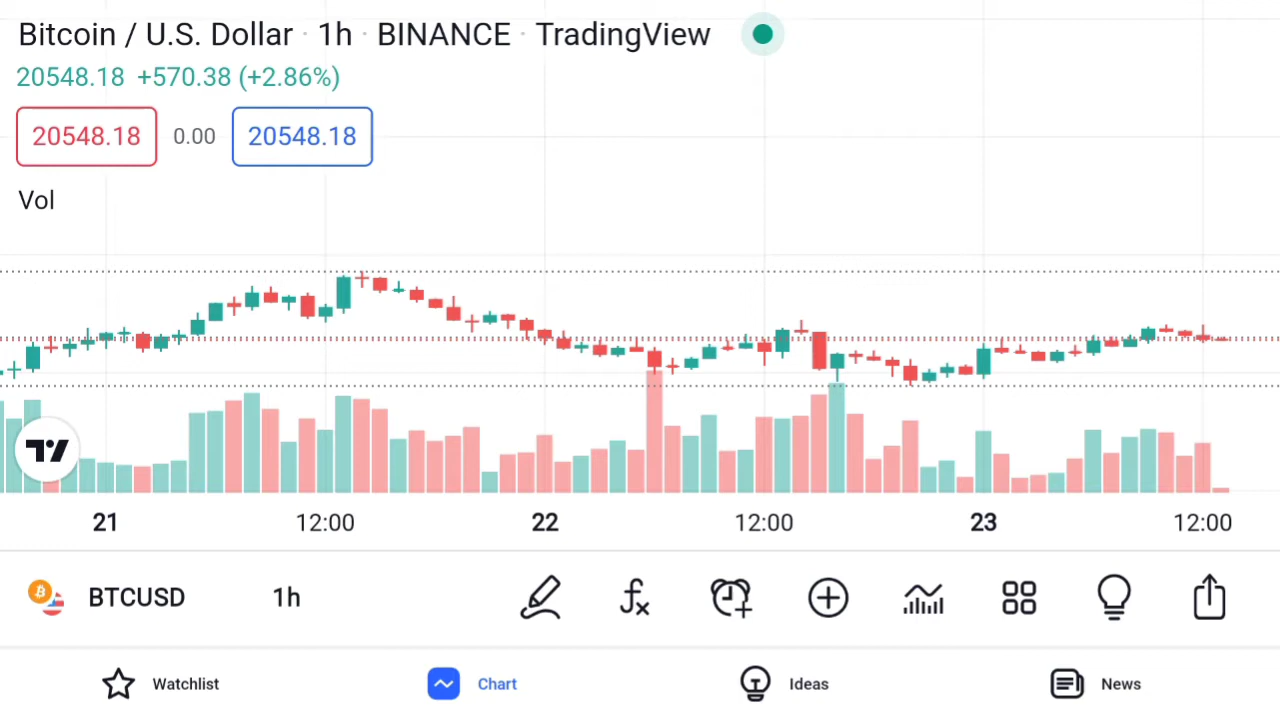 Bitcoin / U.S. Dollar · 1h · BINANCE · TradingView
20548.18 +570.38 (+2.86%)
20548.18 0.00 20548.18
Vol
21 12:00 22 12:00 23 12:00
BTCUSD 1h
Watchlist Chart Ideas News